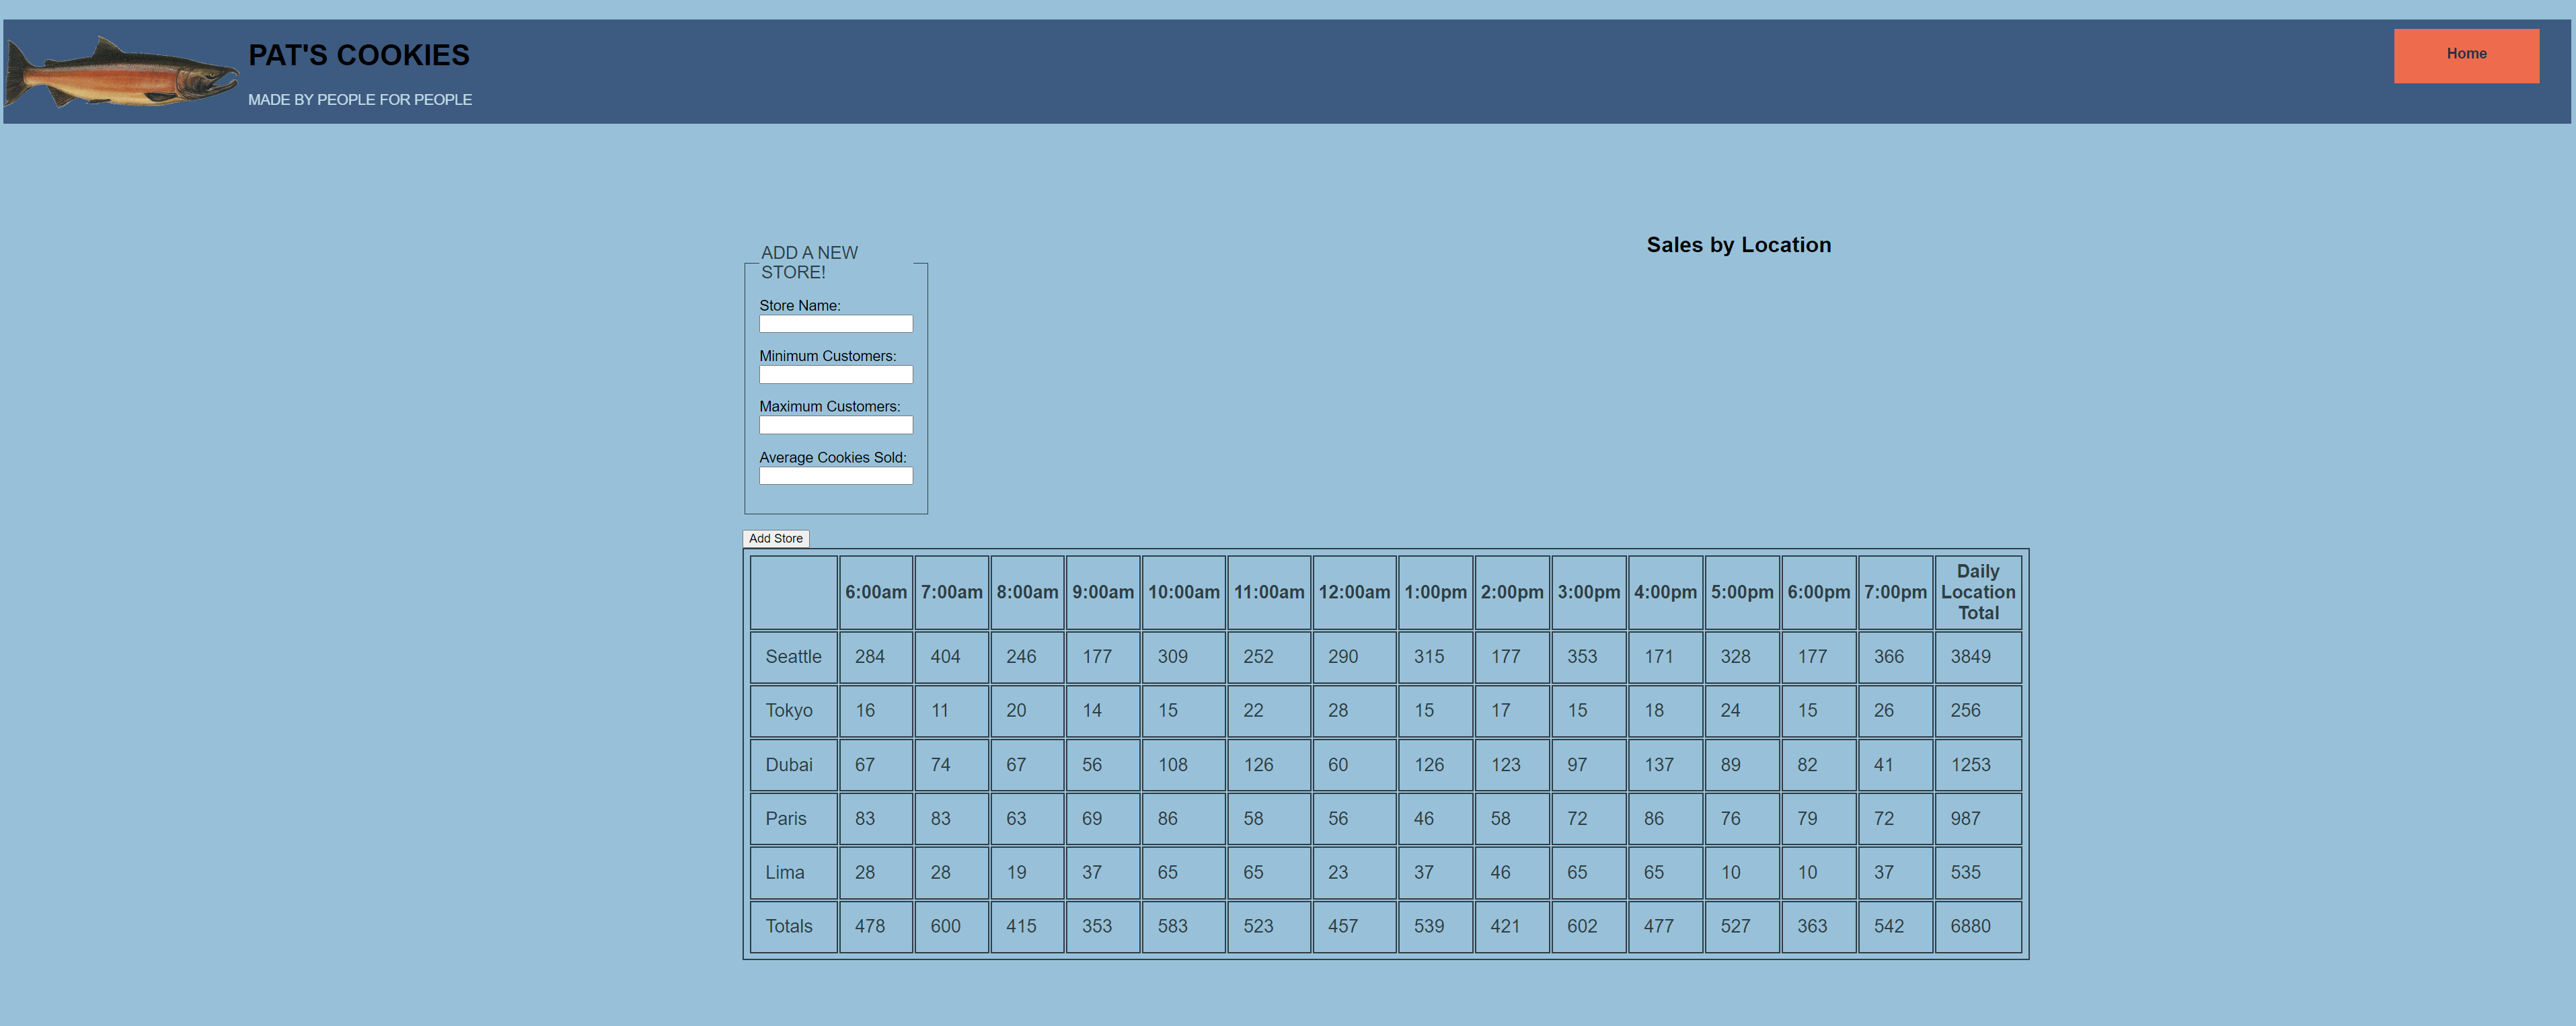 PAT'S COOKIES
MADE BY PEOPLE FOR PEOPLE
Home
Sales by Location
ADD A NEW
STORE!
Store Name:
Minimum Customers:
Maximum Customers:
Average Cookies Sold:
Add Store
6:00am 7:00am 8:00am 9:00am 10:00am 11:00am 12:00am 1:00pm 2:00pm 3:00pm 4:00pm 5:00pm 6:00pm 7:00pm Daily Location Total
Seattle 284 404 246 177 309 252 290 315 177 353 171 328 177 366 3849
Tokyo 16 11 20 14 15 22 28 15 17 15 18 24 15 26 256
Dubai 67 74 67 56 108 126 60 126 123 97 137 89 82 41 1253
Paris 83 83 63 69 86 58 56 46 58 72 86 76 79 72 987
Lima 28 28 19 37 65 65 23 37 46 65 65 10 10 37 535
Totals 478 600 415 353 583 523 457 539 421 602 477 527 363 542 6880